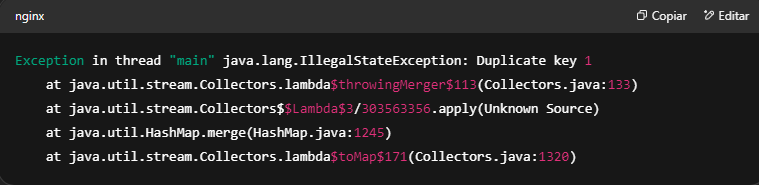 nginx
Copiar
Editar
Exception in thread "main" java.lang.IllegalStateException: Duplicate key 1
at java.util.stream.Collectors.lambda$throwingMerger$113(Collectors.java:133)
at java.util.stream.Collectors$$Lambda$3/303563356.apply(Unknown Source)
at java.util.HashMap.merge(HashMap.java:1245)
at java.util.stream.Collectors.lambda$toMap$171(Collectors.java:1320)